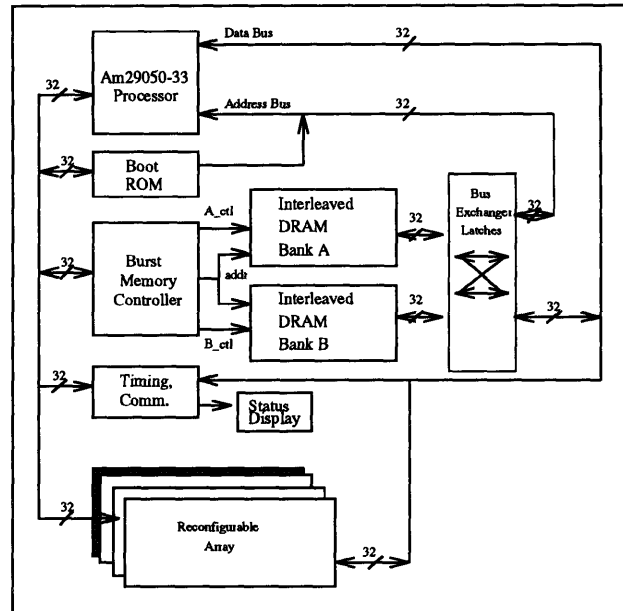 Data Bus
32
32
Am29050-33
Processor
Address Bus
32
32
Boot
ROM
A_ctl
Interleaved
DRAM
Bank A
32
Bus
Exchanger
Latches
32
32
Burst
Memory
Controller
addr
Interleaved
DRAM
Bank B
32
32
B_ctl
32
Timing,
Comm.
Status
Display
32
Reconfigurable
Array
32